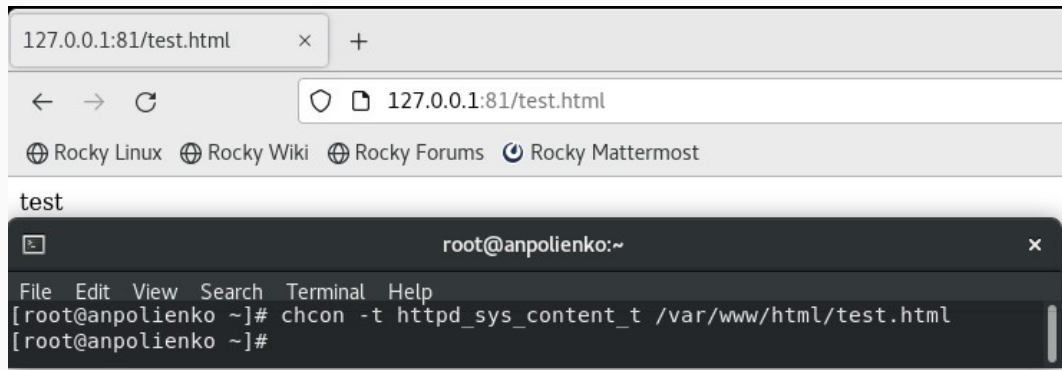 127.0.0.1:81/test.html
127.0.0.1:81/test.html
Rocky Linux Rocky Wiki Rocky Forums Rocky Mattermost
test
root@anpolienko:~
File Edit View Search Terminal Help
[root@anpolienko ~]# chcon -t httpd_sys_content_t /var/www/html/test.html
[root@anpolienko ~]#